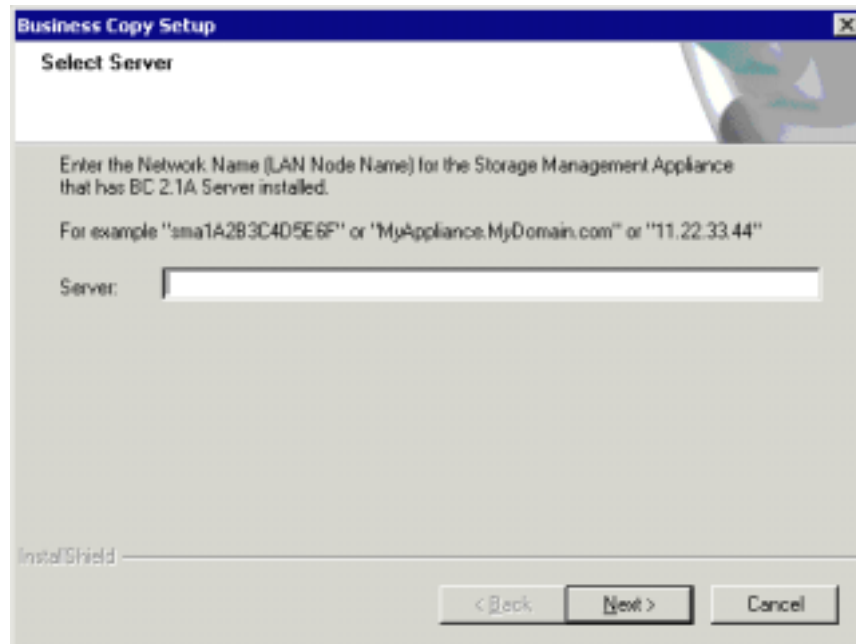 Business Copy Setup
Select Server
Enter the Network Name (LAN Node Name) for the Storage Management Appliance
that has BC 2.1A Server installed.
For example "sma1A2B3C4D5E6F" or "MyAppliance.MyDomain.com" or "11.22.33.44"
Server:
InstallShield
< Back
Next >
Cancel